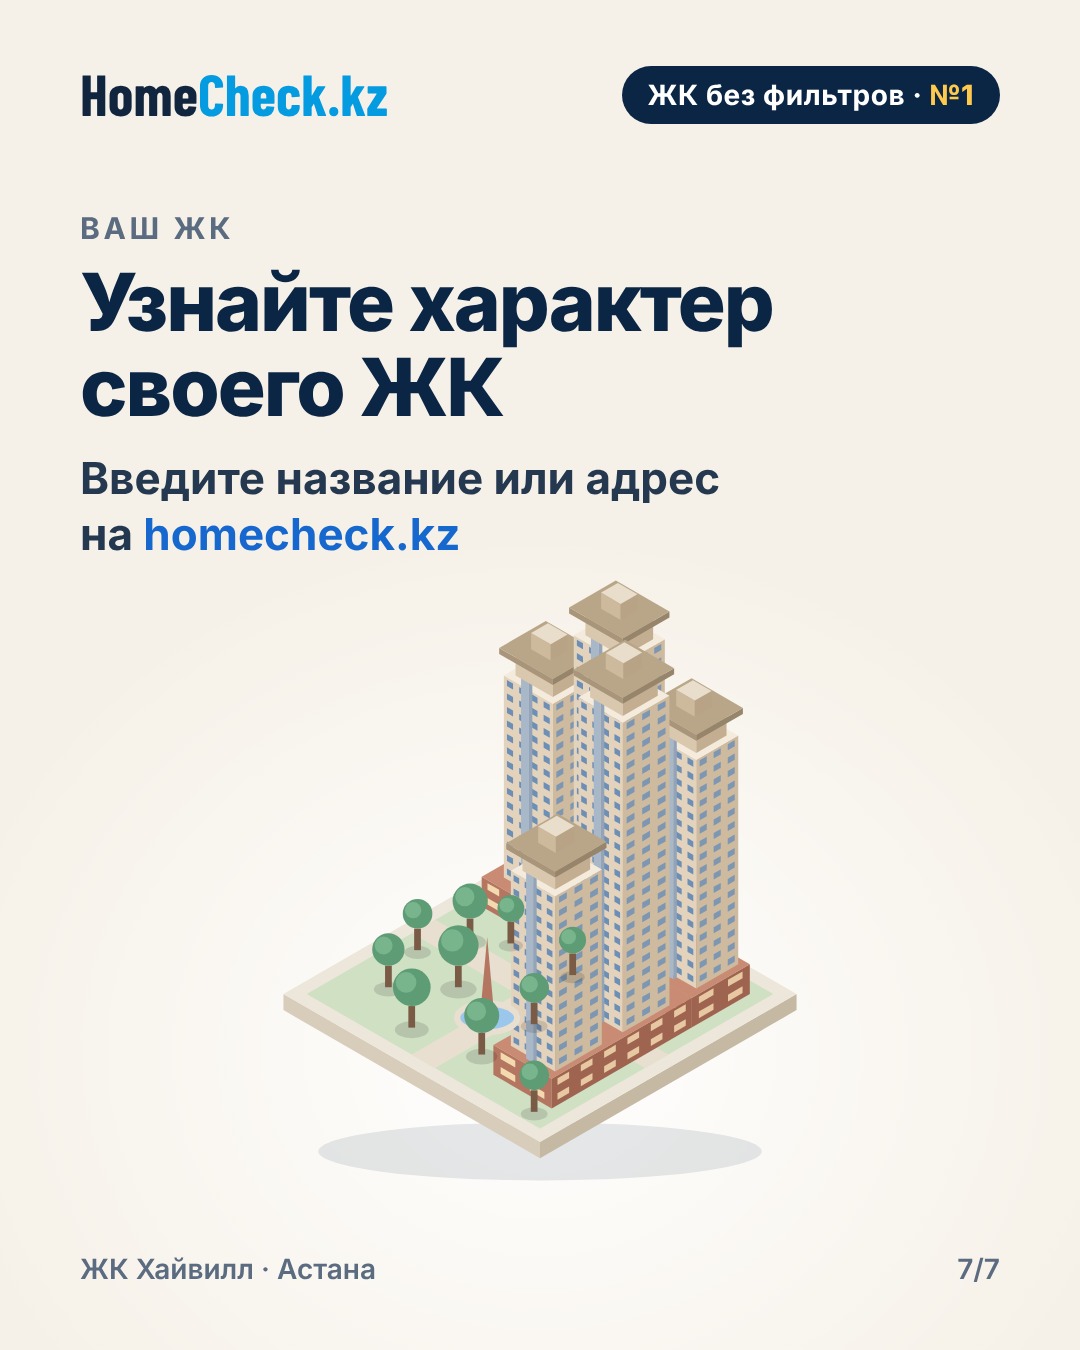 HomeCheck.kz
ЖК без фильтров · №1
ВАШ ЖК
Узнайте характер
своего ЖК
Введите название или адрес
на homecheck.kz
ЖК Хайвилл · Астана
7/7